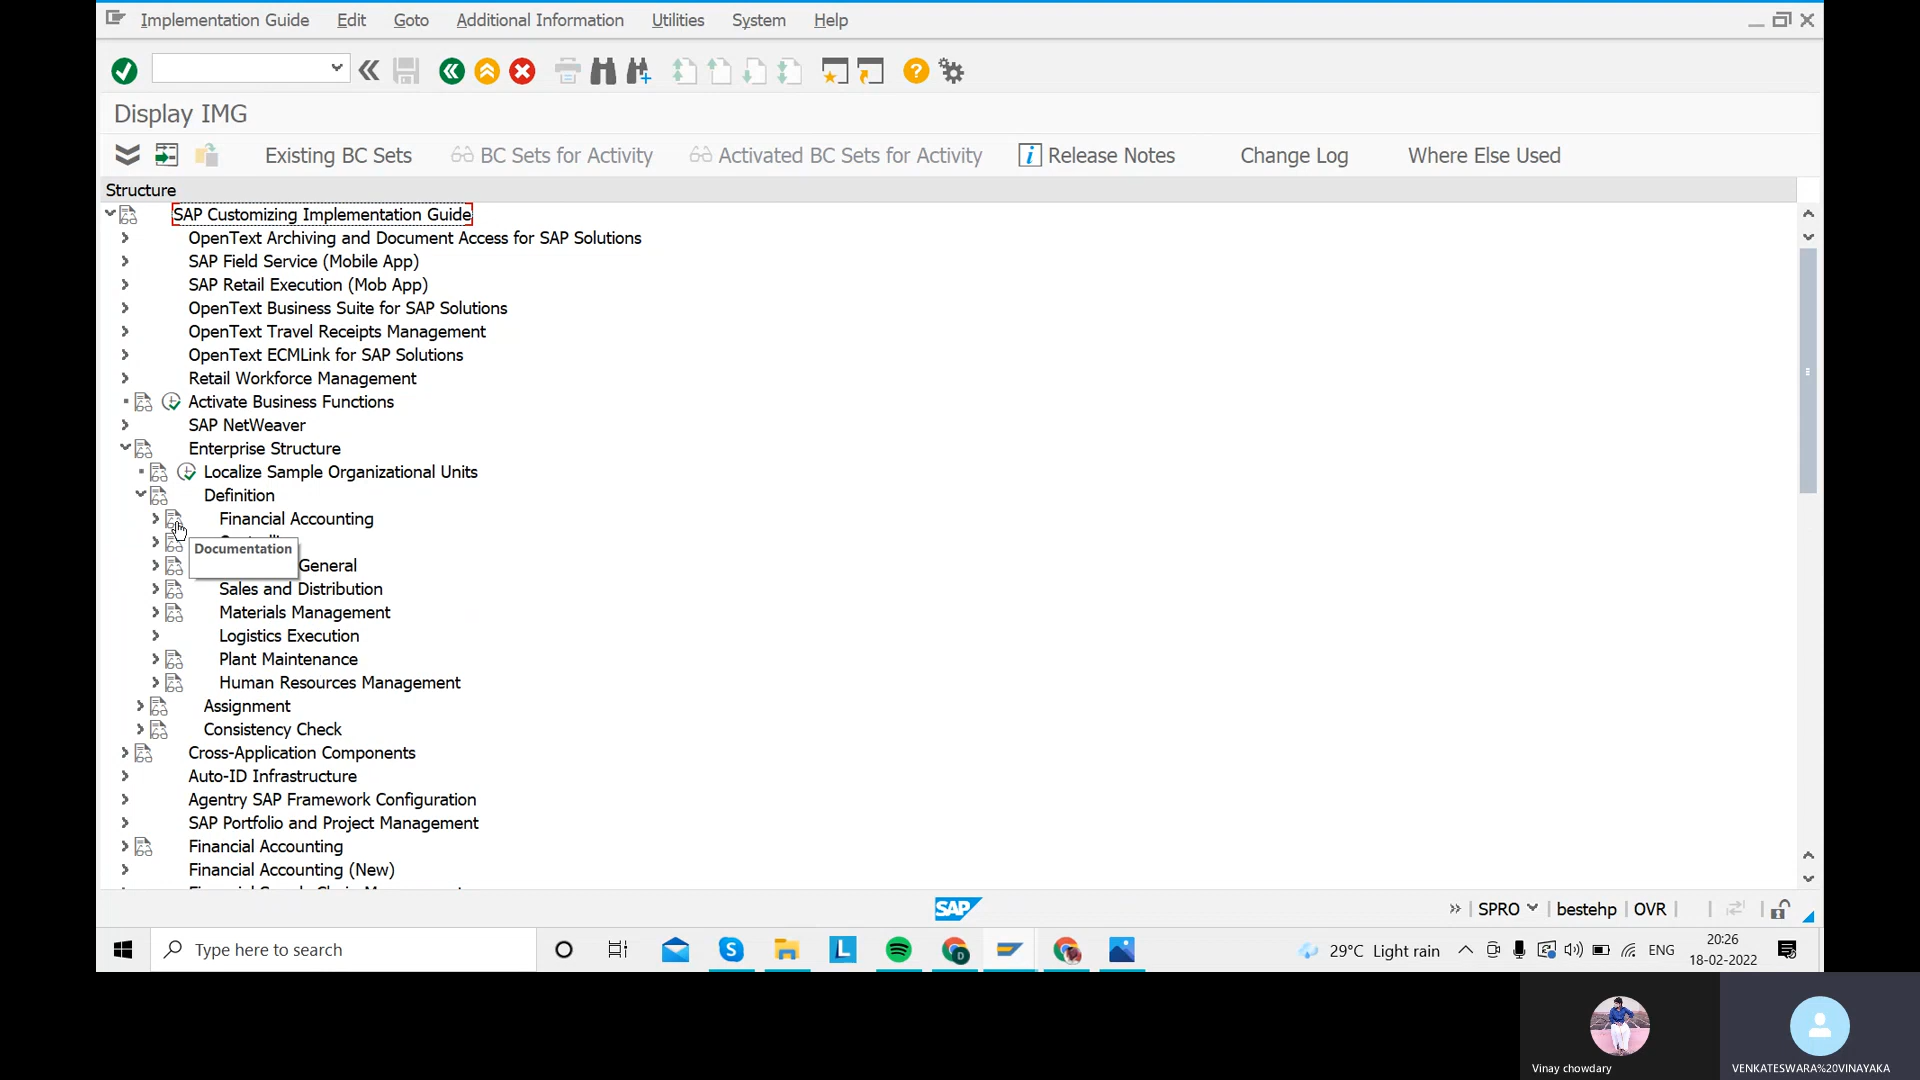 Implementation Guide Edit Goto Additional Information Utilities System Help
Display IMG
Existing BC Sets BC Sets for Activity Activated BC Sets for Activity Release Notes Change Log Where Else Used
Structure
SAP Customizing Implementation Guide
OpenText Archiving and Document Access for SAP Solutions
SAP Field Service (Mobile App)
SAP Retail Execution (Mob App)
OpenText Business Suite for SAP Solutions
OpenText Travel Receipts Management
OpenText ECMLink for SAP Solutions
Retail Workforce Management
Activate Business Functions
SAP NetWeaver
Enterprise Structure
Localize Sample Organizational Units
Definition
Financial Accounting
Documentation
General
Sales and Distribution
Materials Management
Logistics Execution
Plant Maintenance
Human Resources Management
Assignment
Consistency Check
Cross-Application Components
Auto-ID Infrastructure
Agentry SAP Framework Configuration
SAP Portfolio and Project Management
Financial Accounting
Financial Accounting (New)
SAP
SPRO bestehp OVR
Type here to search
29°C Light rain ENG
20:26
18-02-2022
Vinay chowdary
VENKATESWARA%20VINAYAKA